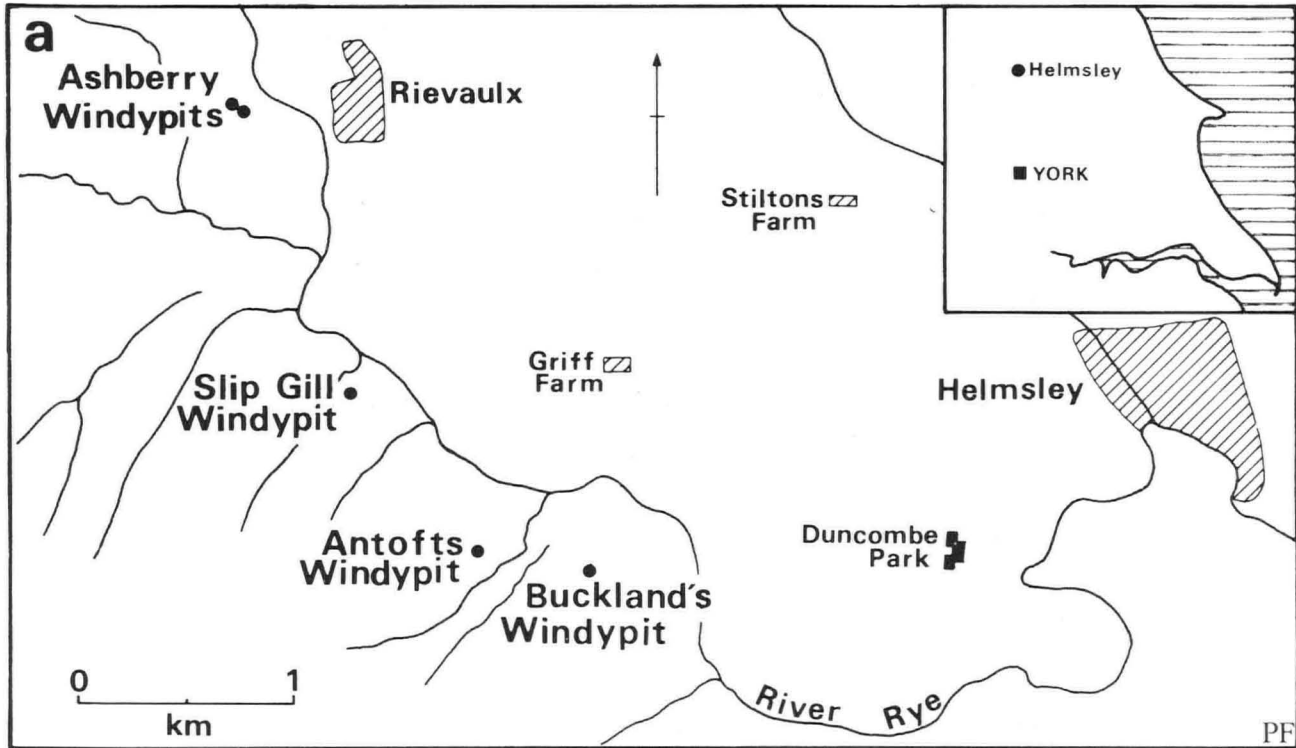 a
Ashberry
Windypits
Rievaulx
Helmsley
YORK
Stiltons
Farm
Griff
Farm
Slip Gill
Windypit
Helmsley
Antofts
Windypit
Buckland's
Windypit
Duncombe
Park
0 1
km
River Rye
PF